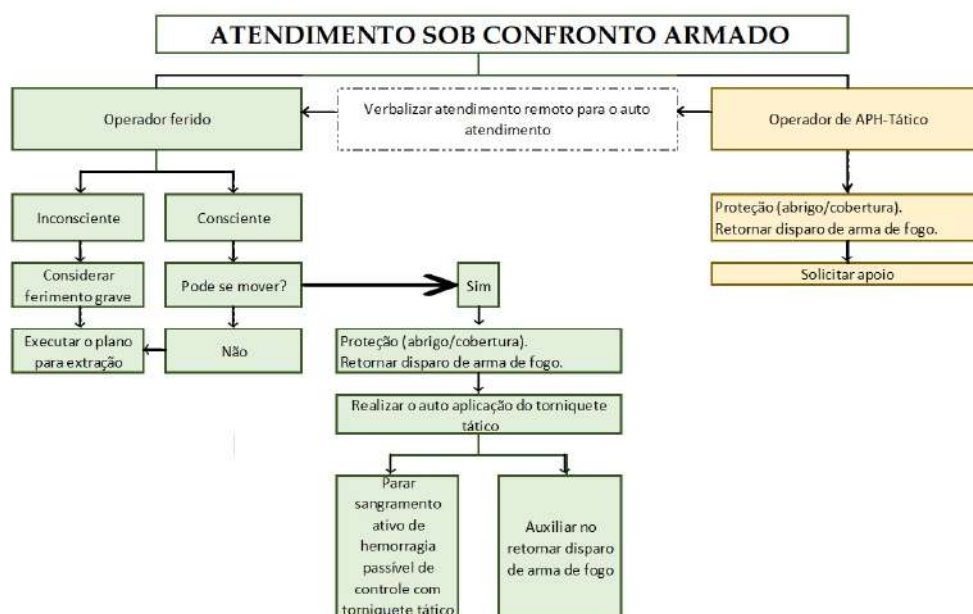 ATENDIMENTO SOB CONFRONTO ARMADO
Operador ferido
Verbalizar atendimento remoto para o auto
atendimento
Operador de APH-Tático
Inconsciente
Consciente
Proteção (abrigo/cobertura).
Retornar disparo de arma de fogo.
Considerar
ferimento grave
Pode se mover?
Sim
Solicitar apoio
Executar o plano
para extração
Não
Proteção (abrigo/cobertura).
Retornar disparo de arma de fogo.
Realizar o auto aplicação do torniquete
tático
Parar
sangramento
ativo de
hemorragia
passível de
controle com
torniquete tático
Auxiliar no
retornar disparo
de arma de fogo